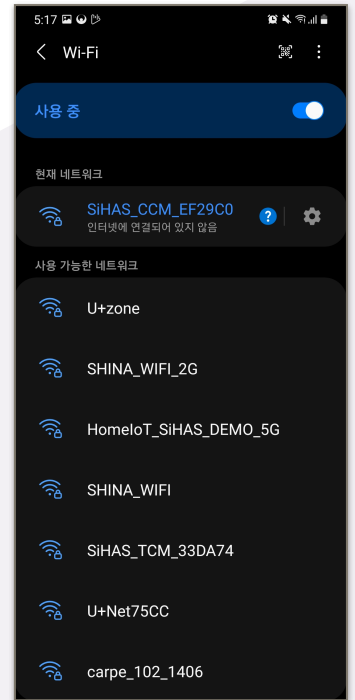 5:17
Wi-Fi
사용 중
현재 네트워크
SiHAS_CCM_EF29C0
인터넷에 연결되어 있지 않음
?
사용 가능한 네트워크
U+zone
SHINA_WIFI_2G
HomeIoT_SiHAS_DEMO_5G
SHINA_WIFI
SiHAS_TCM_33DA74
U+Net75CC
carpe_102_1406